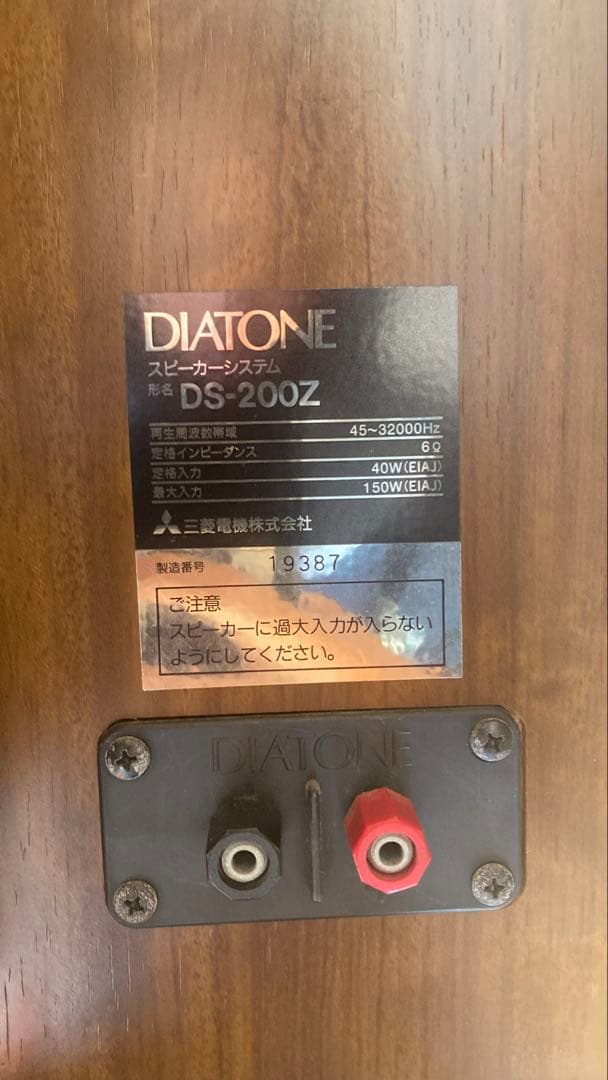 DIATONE
スピーカーシステム
形名 DS-200Z
再生周波数帯域 45~32000Hz
定格インピーダンス 6Ω
定格入力 40W(EIAJ)
最大入力 150W(EIAJ)
三菱電機株式会社
製造番号 19387
ご注意
スピーカーに過大入力が入らない
ようにしてください。
DIATONE